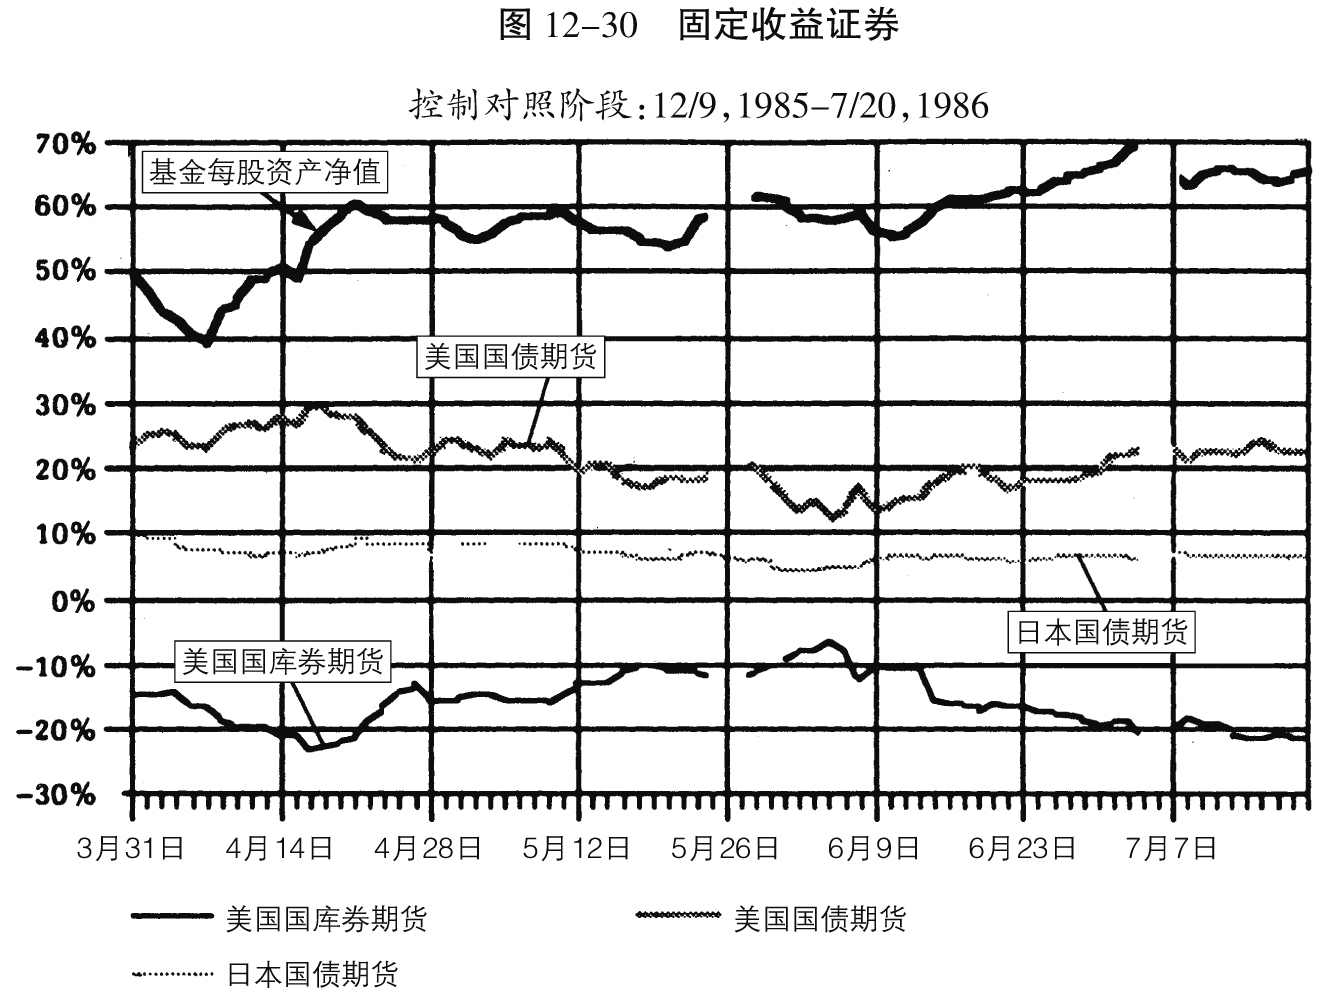 图 12-30 固定收益证券
控制对照阶段:12/9,1985-7/20,1986
70%
基金每股资产净值
60%
50%
40%
美国国债期货
30%
20%
10%
0%
日本国债期货
美国国库券期货
-10%
-20%
-30%
3月31日 4月14日 4月28日 5月12日 5月26日 6月9日 6月23日 7月7日
美国国库券期货 美国国债期货
日本国债期货